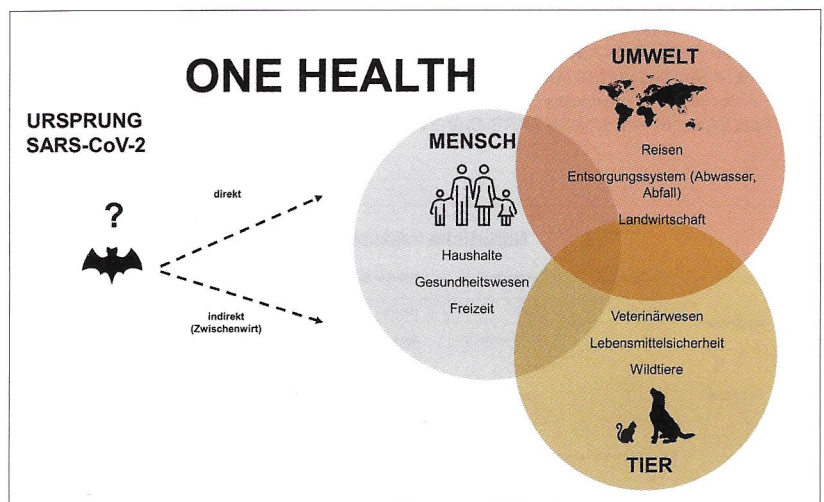 ONE HEALTH
URSPRUNG
SARS-CoV-2
?
direkt
indirekt
(Zwischenwirt)
MENSCH
Haushalte
Gesundheitswesen
Freizeit
UMWELT
Reisen
Entsorgungssystem (Abwasser,
Abfall)
Landwirtschaft
Veterinärwesen
Lebensmittelsicherheit
Wildtiere
TIER